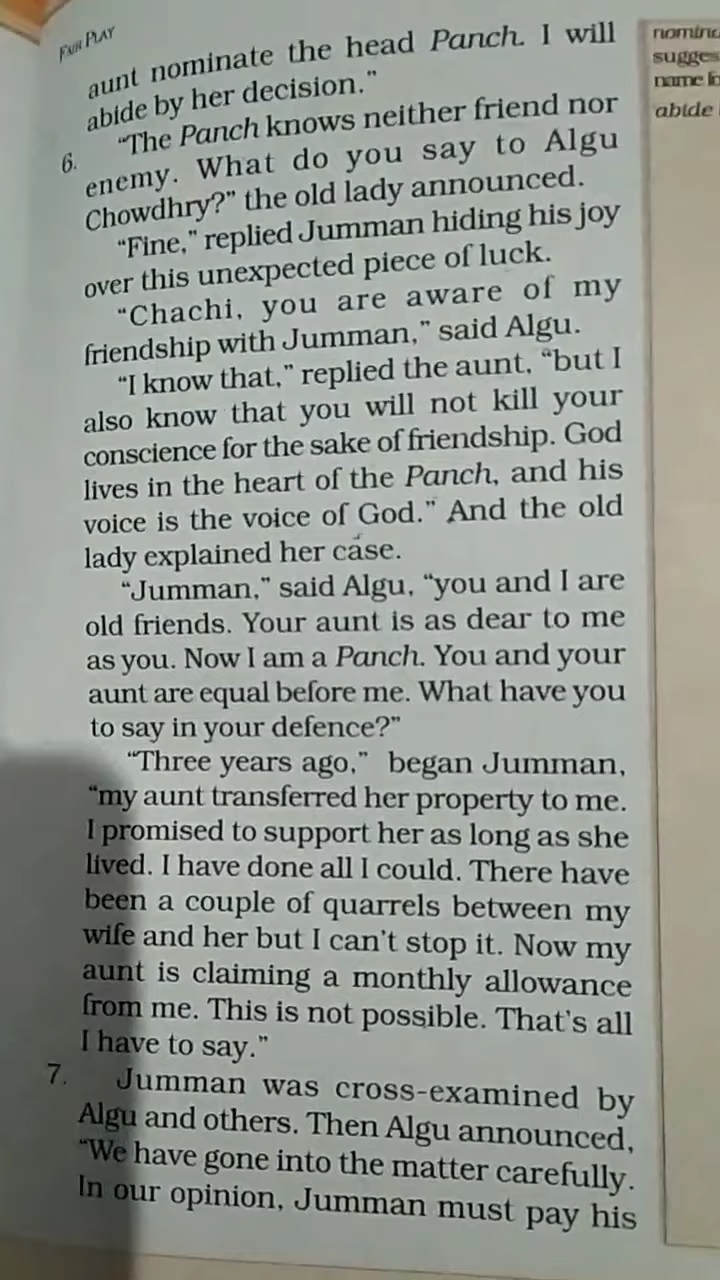 FAIR PLAY
aunt nominate the head Panch. I will
abide by her decision."
6. "The Panch knows neither friend nor
enemy. What do you say to Algu
Chowdhry?" the old lady announced.
"Fine," replied Jumman hiding his joy
over this unexpected piece of luck.
"Chachi, you are aware of my
friendship with Jumman," said Algu.
"I know that," replied the aunt, "but I
also know that you will not kill your
conscience for the sake of friendship. God
lives in the heart of the Panch, and his
voice is the voice of God." And the old
lady explained her case.
"Jumman," said Algu, "you and I are
old friends. Your aunt is as dear to me
as you. Now I am a Panch. You and your
aunt are equal before me. What have you
to say in your defence?"
"Three years ago," began Jumman,
"my aunt transferred her property to me.
I promised to support her as long as she
lived. I have done all I could. There have
been a couple of quarrels between my
wife and her but I can't stop it. Now my
aunt is claiming a monthly allowance
from me. This is not possible. That's all
I have to say."
7. Jumman was cross-examined by
Algu and others. Then Algu announced,
"We have gone into the matter carefully.
In our opinion, Jumman must pay his
name
abide